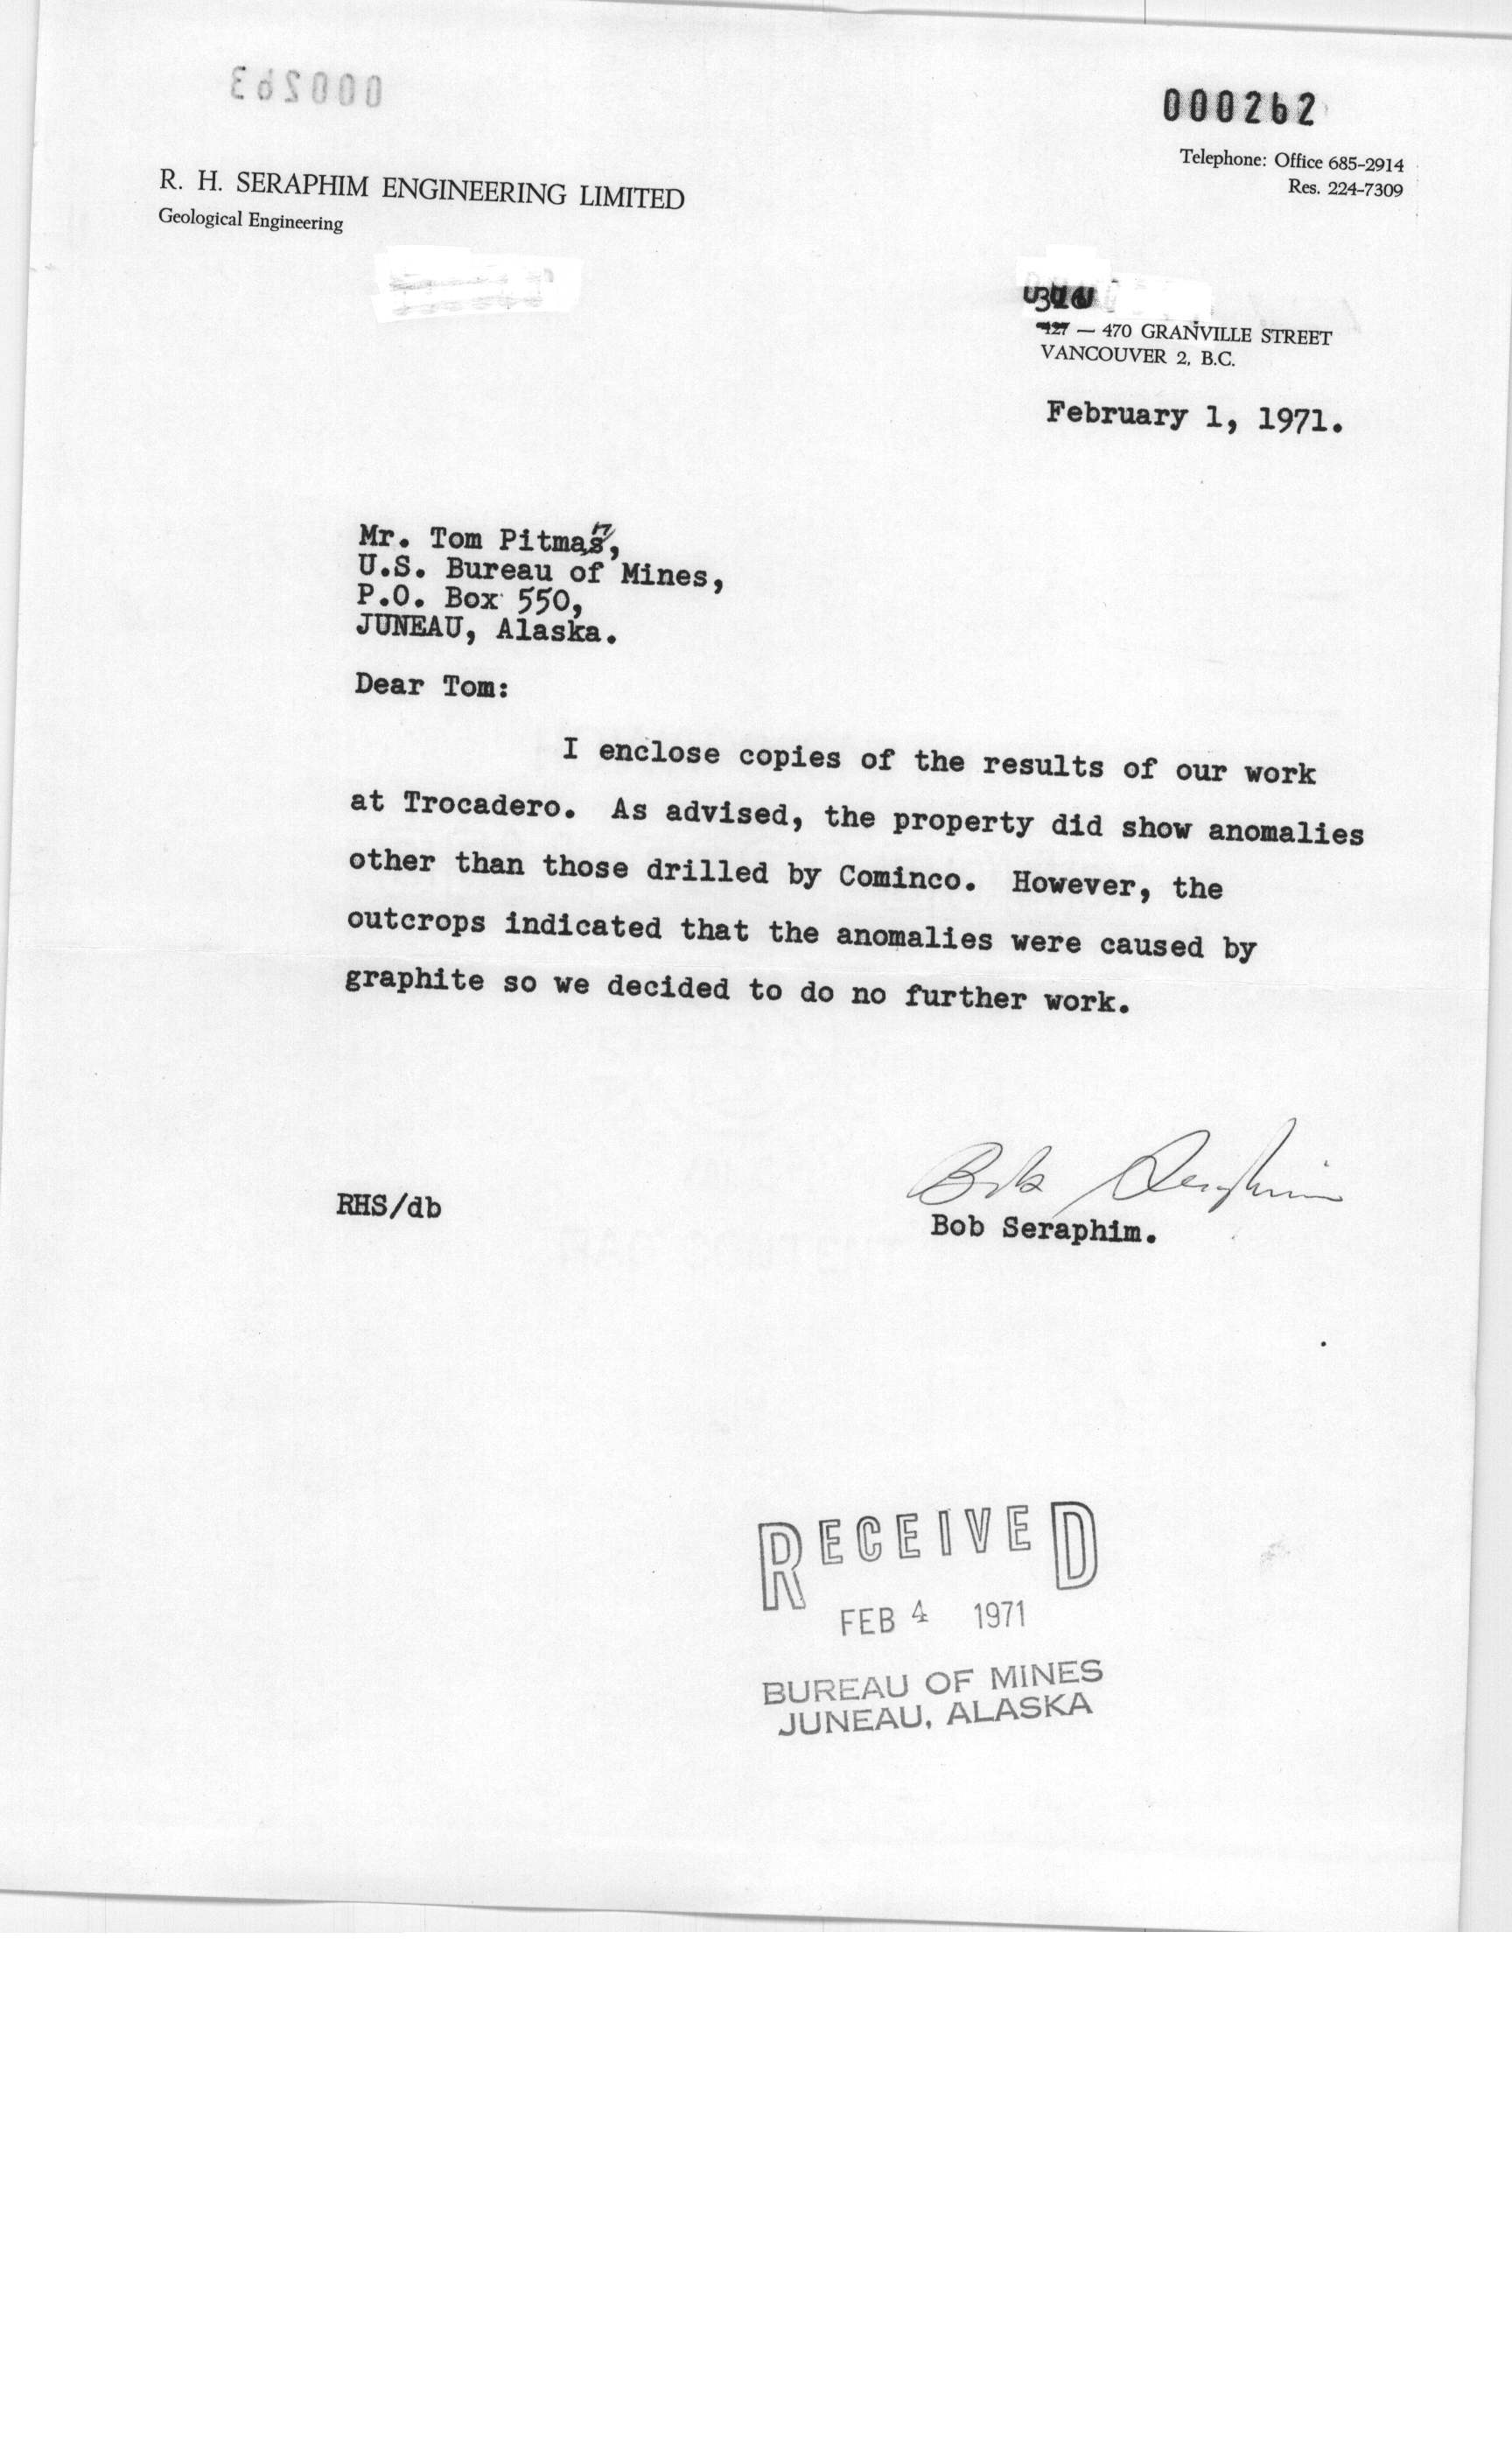 000263
000262
Telephone: Office 685-2914
Res. 224-7309
R. H. SERAPHIM ENGINEERING LIMITED
Geological Engineering
427 — 470 GRANVILLE STREET
VANCOUVER 2, B.C.
February 1, 1971.
Mr. Tom Pitman,
U.S. Bureau of Mines,
P.O. Box 550,
JUNEAU, Alaska.
Dear Tom:
I enclose copies of the results of our work
at Trocadero. As advised, the property did show anomalies
other than those drilled by Cominco. However, the
outcrops indicated that the anomalies were caused by
graphite so we decided to do no further work.
Bob Seraphim
RHS/db
Bob Seraphim.
RECEIVED
FEB 4 1971
BUREAU OF MINES
JUNEAU, ALASKA